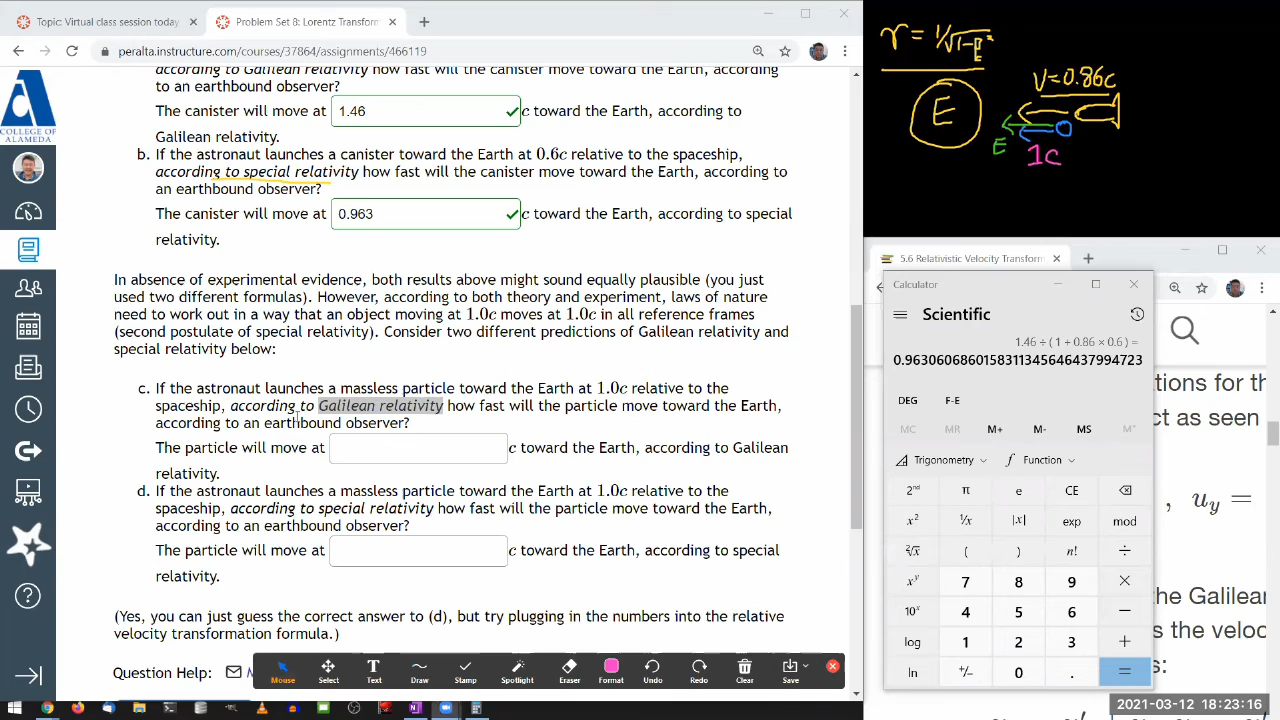 Topic: Virtual class session today
Problem Set 8: Lorentz Transform
peralta.instructure.com/courses/37864/assignments/466119
COLLEGE OF
ALAMEDA
according to Galilean relativity how fast will the canister move toward the Earth, according
to an earthbound observer?
The canister will move at 1.46 c toward the Earth, according to
Galilean relativity.
b. If the astronaut launches a canister toward the Earth at 0.6c relative to the spaceship,
according to special relativity how fast will the canister move toward the Earth, according to
an earthbound observer?
The canister will move at 0.963 c toward the Earth, according to special
relativity.
In absence of experimental evidence, both results above might sound equally plausible (you just
used two different formulas). However, according to both theory and experiment, laws of nature
need to work out in a way that an object moving at 1.0c moves at 1.0c in all reference frames
(second postulate of special relativity). Consider two different predictions of Galilean relativity and
special relativity below:
c. If the astronaut launches a massless particle toward the Earth at 1.0c relative to the
spaceship, according to Galilean relativity how fast will the particle move toward the Earth,
according to an earthbound observer?
The particle will move at c toward the Earth, according to Galilean
relativity.
d. If the astronaut launches a massless particle toward the Earth at 1.0c relative to the
spaceship, according to special relativity how fast will the particle move toward the Earth,
according to an earthbound observer?
The particle will move at c toward the Earth, according to special
relativity.
(Yes, you can just guess the correct answer to (d), but try plugging in the numbers into the relative
velocity transformation formula.)
Question Help:
Mouse Select Text Draw Stamp Spotlight Eraser Format Undo Redo Clear Save
V=0.86c
E
E
1c
5.6 Relativistic Velocity Transform
Calculator
Scientific
1.46 ÷ (1 + 0.86 × 0.6) =
0.9630606860158311345646437994723
DEG F-E
MC MR M+ M- MS M˅
Trigonometry Function
2ⁿᵈ π e CE
x² ¹/x |x| exp mod
²√x ( ) n! ÷
xʸ 7 8 9 ×
10ˣ 4 5 6 −
log 1 2 3 +
ln +/− 0 . =
tions for th
ct as seen
, u_y =
the Galilear
s the veloc
s:
2021-03-12 18:23:16